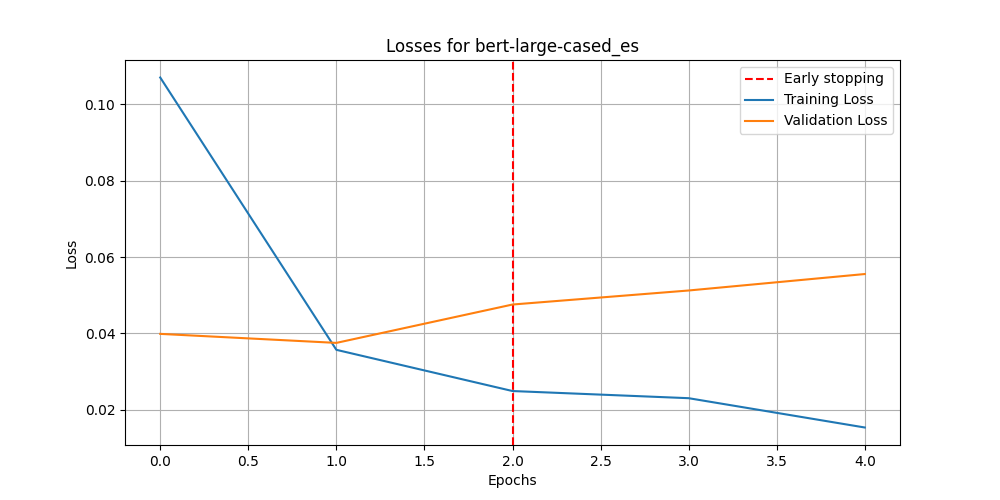 Losses for bert-large-cased_es
Early stopping
Training Loss
Validation Loss
0.10
0.08
0.06
0.04
0.02
Loss
0.0 0.5 1.0 1.5 2.0 2.5 3.0 3.5 4.0
Epochs